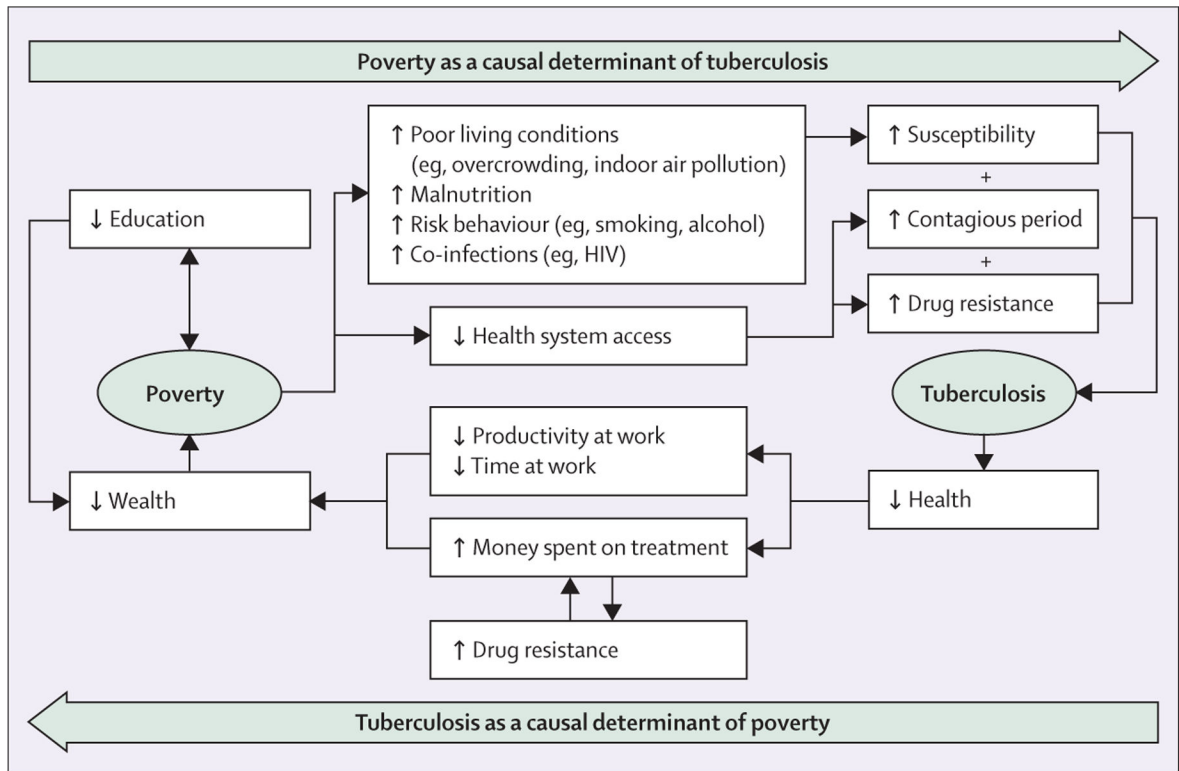 Poverty as a causal determinant of tuberculosis
↑ Poor living conditions
(eg, overcrowding, indoor air pollution)
↑ Malnutrition
↑ Risk behaviour (eg, smoking, alcohol)
↑ Co-infections (eg, HIV)
↑ Susceptibility
+
↑ Contagious period
+
↑ Drug resistance
↓ Education
↓ Health system access
Poverty
Tuberculosis
↓ Productivity at work
↓ Time at work
↓ Wealth
↓ Health
↑ Money spent on treatment
↑ Drug resistance
Tuberculosis as a causal determinant of poverty